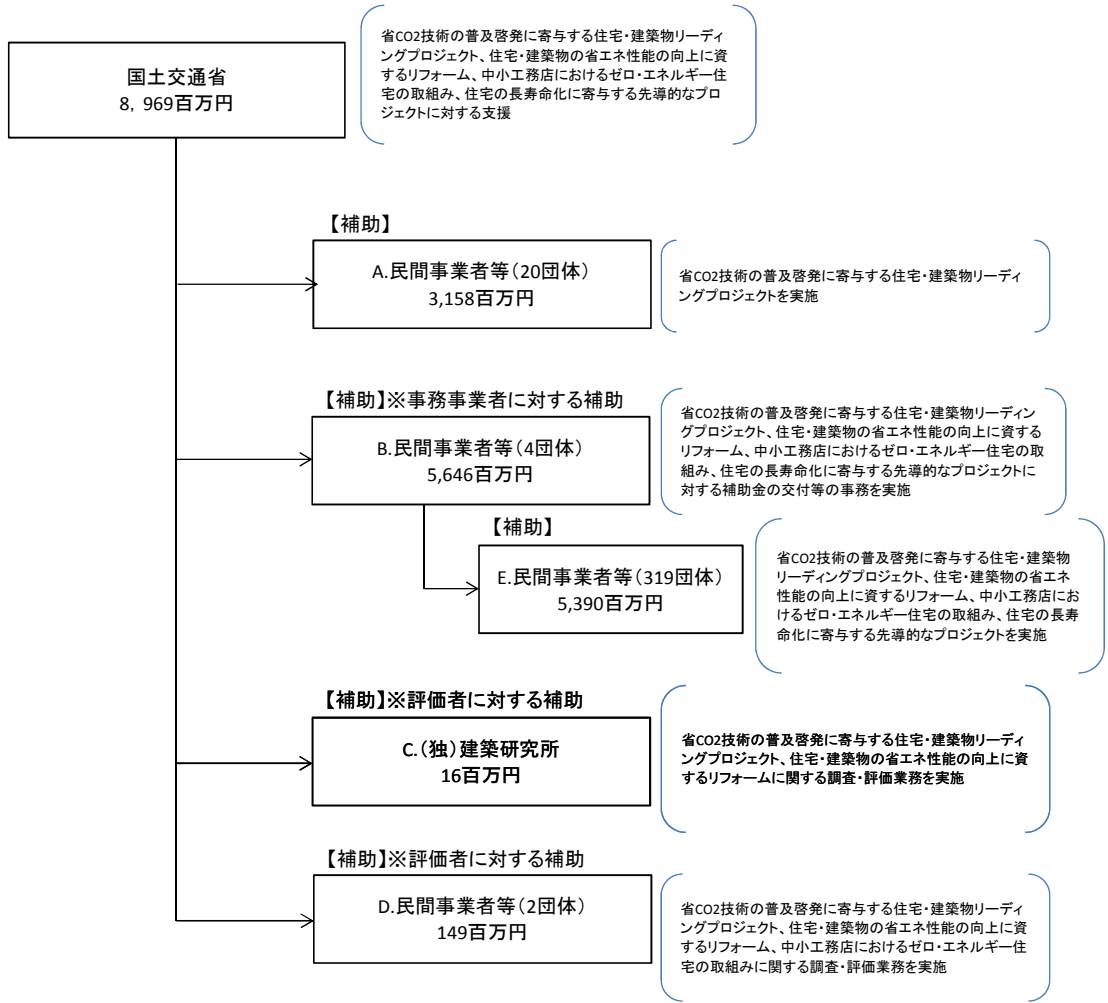 国土交通省
8，969百万円
省CO2技術の普及啓発に寄与する住宅・建築物リーディ
ングプロジェクト、住宅・建築物の省エネ性能の向上に資
するリフォーム、中小工務店におけるゼロ・エネルギー住
宅の取組み、住宅の長寿命化に寄与する先導的なプロ
ジェクトに対する支援
【補助】
A.民間事業者等（20団体）
3,158百万円
省CO2技術の普及啓発に寄与する住宅・建築物リーディ
ングプロジェクトを実施
【補助】※事務事業者に対する補助
B.民間事業者等（4団体）
5,646百万円
省CO2技術の普及啓発に寄与する住宅・建築物リーディン
グプロジェクト、住宅・建築物の省エネ性能の向上に資する
リフォーム、中小工務店におけるゼロ・エネルギー住宅の取
組み、住宅の長寿命化に寄与する先導的なプロジェクトに
対する補助金の交付等の事務を実施
【補助】
E.民間事業者等（319団体）
5,390百万円
省CO2技術の普及啓発に寄与する住宅・建築物
リーディングプロジェクト、住宅・建築物の省エネ
性能の向上に資するリフォーム、中小工務店にお
けるゼロ・エネルギー住宅の取組み、住宅の長寿
命化に寄与する先導的なプロジェクトを実施
【補助】※評価者に対する補助
C.（独）建築研究所
16百万円
省CO2技術の普及啓発に寄与する住宅・建築物リーディ
ングプロジェクト、住宅・建築物の省エネ性能の向上に資
するリフォームに関する調査・評価業務を実施
【補助】※評価者に対する補助
D.民間事業者等（2団体）
149百万円
省CO2技術の普及啓発に寄与する住宅・建築物リーディ
ングプロジェクト、住宅・建築物の省エネ性能の向上に資
するリフォーム、中小工務店におけるゼロ・エネルギー住
宅の取組みに関する調査・評価業務を実施